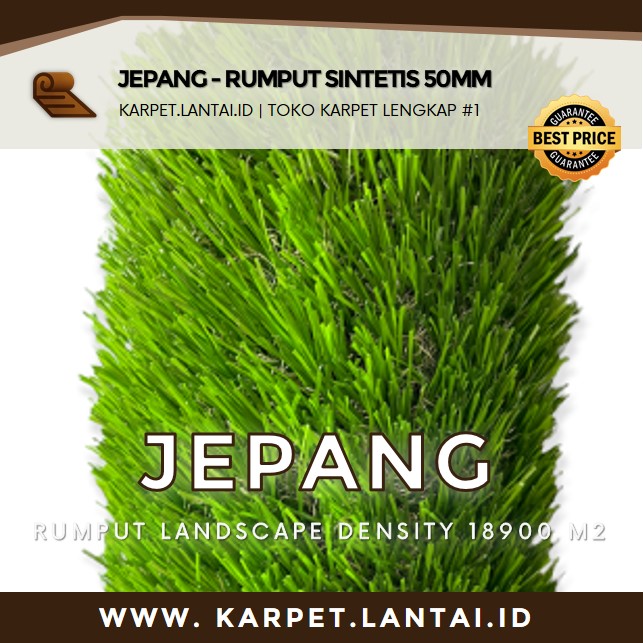 JEPANG - RUMPUT SINTETIS 50MM
KARPET.LANTAI.ID | TOKO KARPET LENGKAP #1
GUARANTEE
BEST PRICE
GUARANTEE
JEPANG
RUMPUT LANDSCAPE DENSITY 18900 M2
WWW. KARPET.LANTAI.ID